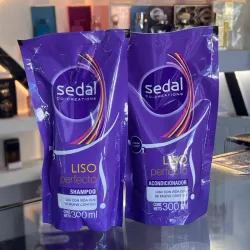 sedal
CO-CREATIONS
LISO
perfecto
SHAMPOO
300ml
sedal
CO-CREATIONS
LISO
perfecto
ACONDICIONADOR
300ml